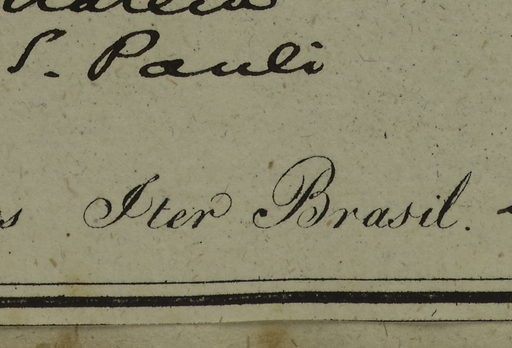 S. Pauli
Iter Brasil.